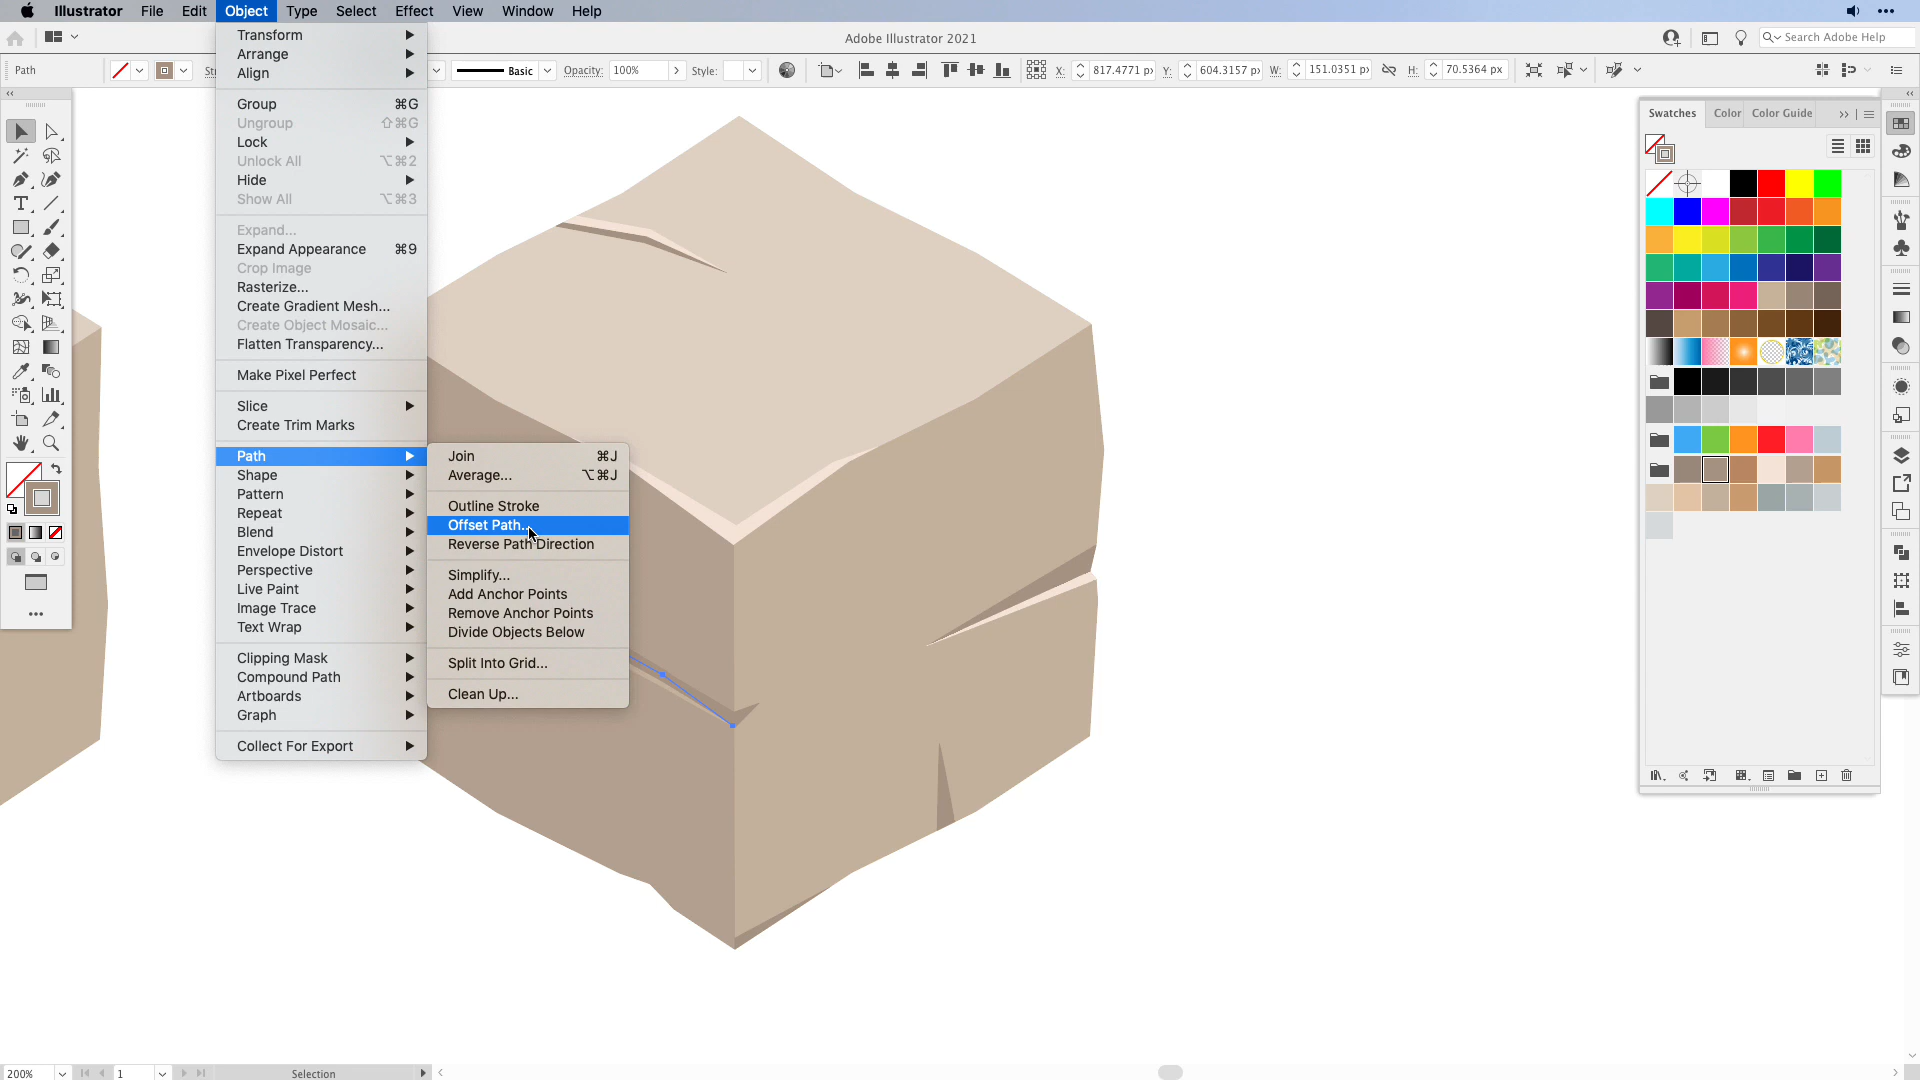 Illustrator File Edit Object Type Select Effect View Window Help
Adobe Illustrator 2021
Search Adobe Help
Path
Basic
Opacity: 100%
Style:
X: 817.4771 px
Y: 604.3157 px
W: 151.0351 px
H: 70.5364 px
Transform
Arrange
Align
Group ⌘G
Ungroup ⇧⌘G
Lock
Unlock All ⌥⌘2
Hide
Show All ⌥⌘3
Expand...
Expand Appearance ⌘9
Crop Image
Rasterize...
Create Gradient Mesh...
Create Object Mosaic...
Flatten Transparency...
Make Pixel Perfect
Slice
Create Trim Marks
Path
Shape
Pattern
Repeat
Blend
Envelope Distort
Perspective
Live Paint
Image Trace
Text Wrap
Clipping Mask
Compound Path
Artboards
Graph
Collect For Export
Join ⌘J
Average... ⌥⌘J
Outline Stroke
Offset Path...
Reverse Path Direction
Simplify...
Add Anchor Points
Remove Anchor Points
Divide Objects Below
Split Into Grid...
Clean Up...
Swatches Color Color Guide
200% 1 Selection